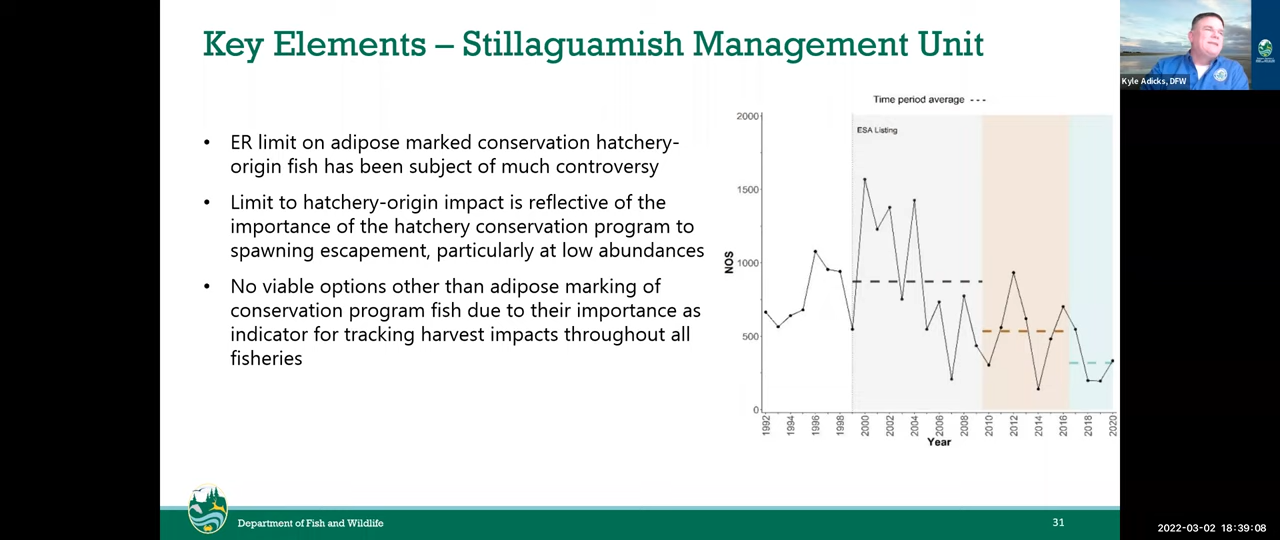 Key Elements – Stillaguamish Management Unit
Kyle Adicks, DFW
• ER limit on adipose marked conservation hatchery-
origin fish has been subject of much controversy
• Limit to hatchery-origin impact is reflective of the
importance of the hatchery conservation program to
spawning escapement, particularly at low abundances
• No viable options other than adipose marking of
conservation program fish due to their importance as
indicator for tracking harvest impacts throughout all
fisheries
Time period average ---
ESA Listing
2000
1500
1000
500
0
NOS
1992 1994 1996 1998 2000 2002 2004 2006 2008 2010 2012 2014 2016 2018 2020
Year
Department of Fish and Wildlife
31
2022-03-02 18:39:08